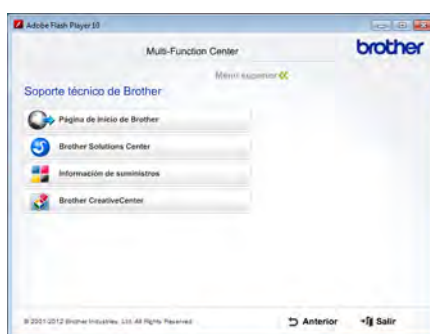 Adobe Flash Player 10
Multi-Function Center
brother
Menú superior
Soporte técnico de Brother
Página de inicio de Brother
Brother Solutions Center
Información de suministros
Brother CreativeCenter
© 2001-2012 Brother Industries, Ltd. All Rights Reserved.
Anterior
Salir